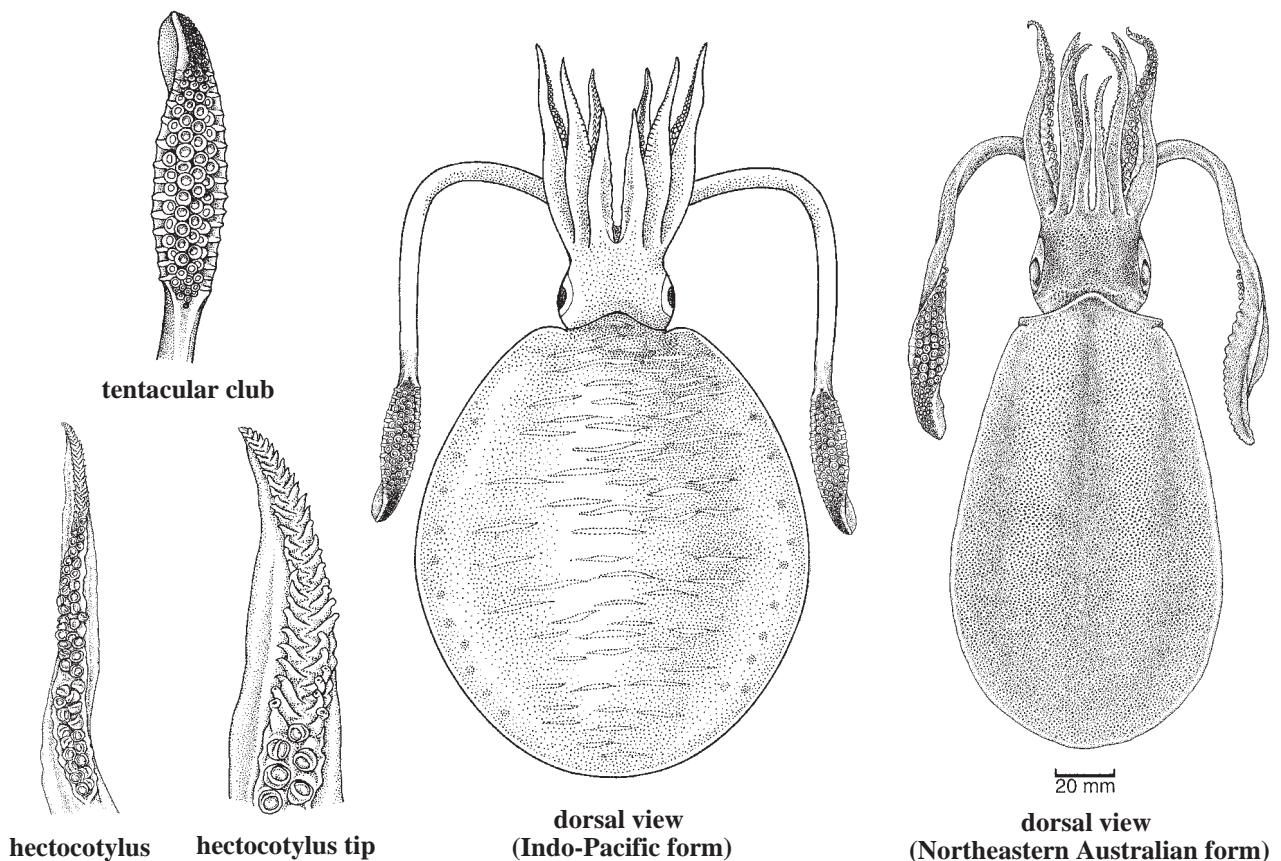 tentacular club
hectocotylus
hectocotylus tip
dorsal view
(Indo-Pacific form)
20 mm
dorsal view
(Northeastern Australian form)